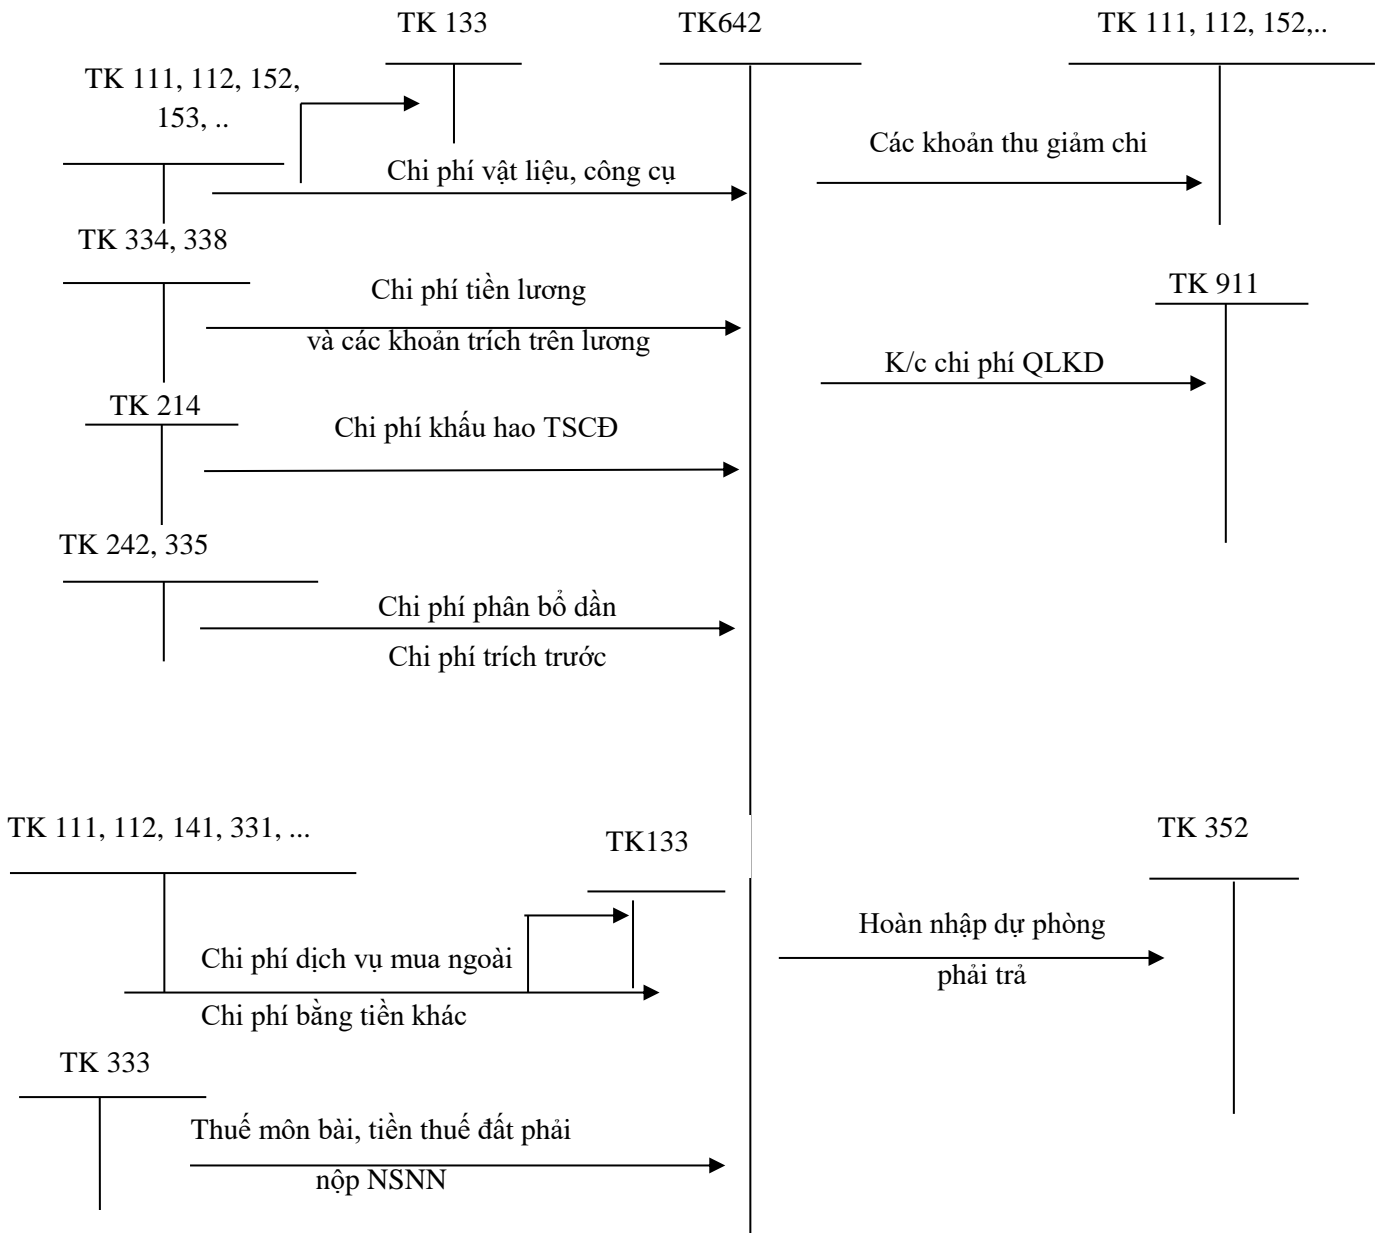 TK 133
TK642
TK 111, 112, 152,..
TK 111, 112, 152,
153, ..
Các khoản thu giảm chi
Chi phí vật liệu, công cụ
TK 334, 338
TK 911
Chi phí tiền lương
và các khoản trích trên lương
K/c chi phí QLKD
TK 214
Chi phí khấu hao TSCĐ
TK 242, 335
Chi phí phân bổ dần
Chi phí trích trước
TK 111, 112, 141, 331, ...
TK133
TK 352
Hoàn nhập dự phòng
phải trả
Chi phí dịch vụ mua ngoài
Chi phí bằng tiền khác
TK 333
Thuế môn bài, tiền thuế đất phải
nộp NSNN